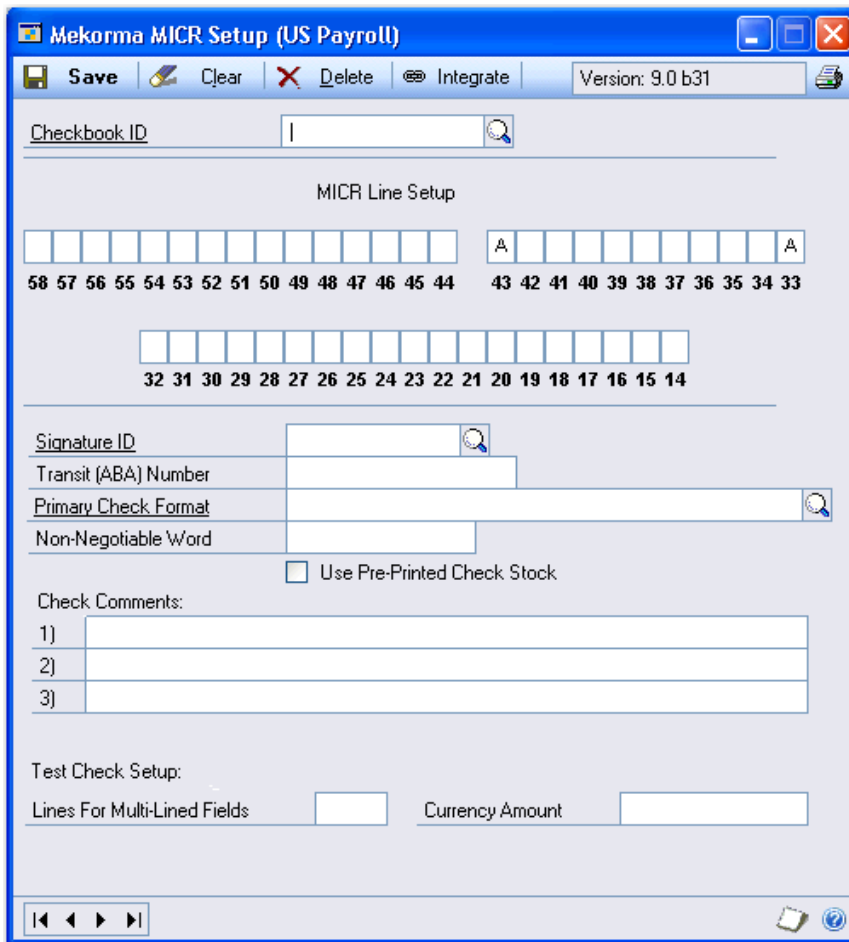 Mekorma MICR Setup (US Payroll)
Save Clear Delete Integrate Version: 9.0 b31
Checkbook ID
MICR Line Setup
A A
58 57 56 55 54 53 52 51 50 49 48 47 46 45 44 43 42 41 40 39 38 37 36 35 34 33
32 31 30 29 28 27 26 25 24 23 22 21 20 19 18 17 16 15 14
Signature ID
Transit (ABA) Number
Primary Check Format
Non-Negotiable Word
Use Pre-Printed Check Stock
Check Comments:
1)
2)
3)
Test Check Setup:
Lines For Multi-Lined Fields Currency Amount